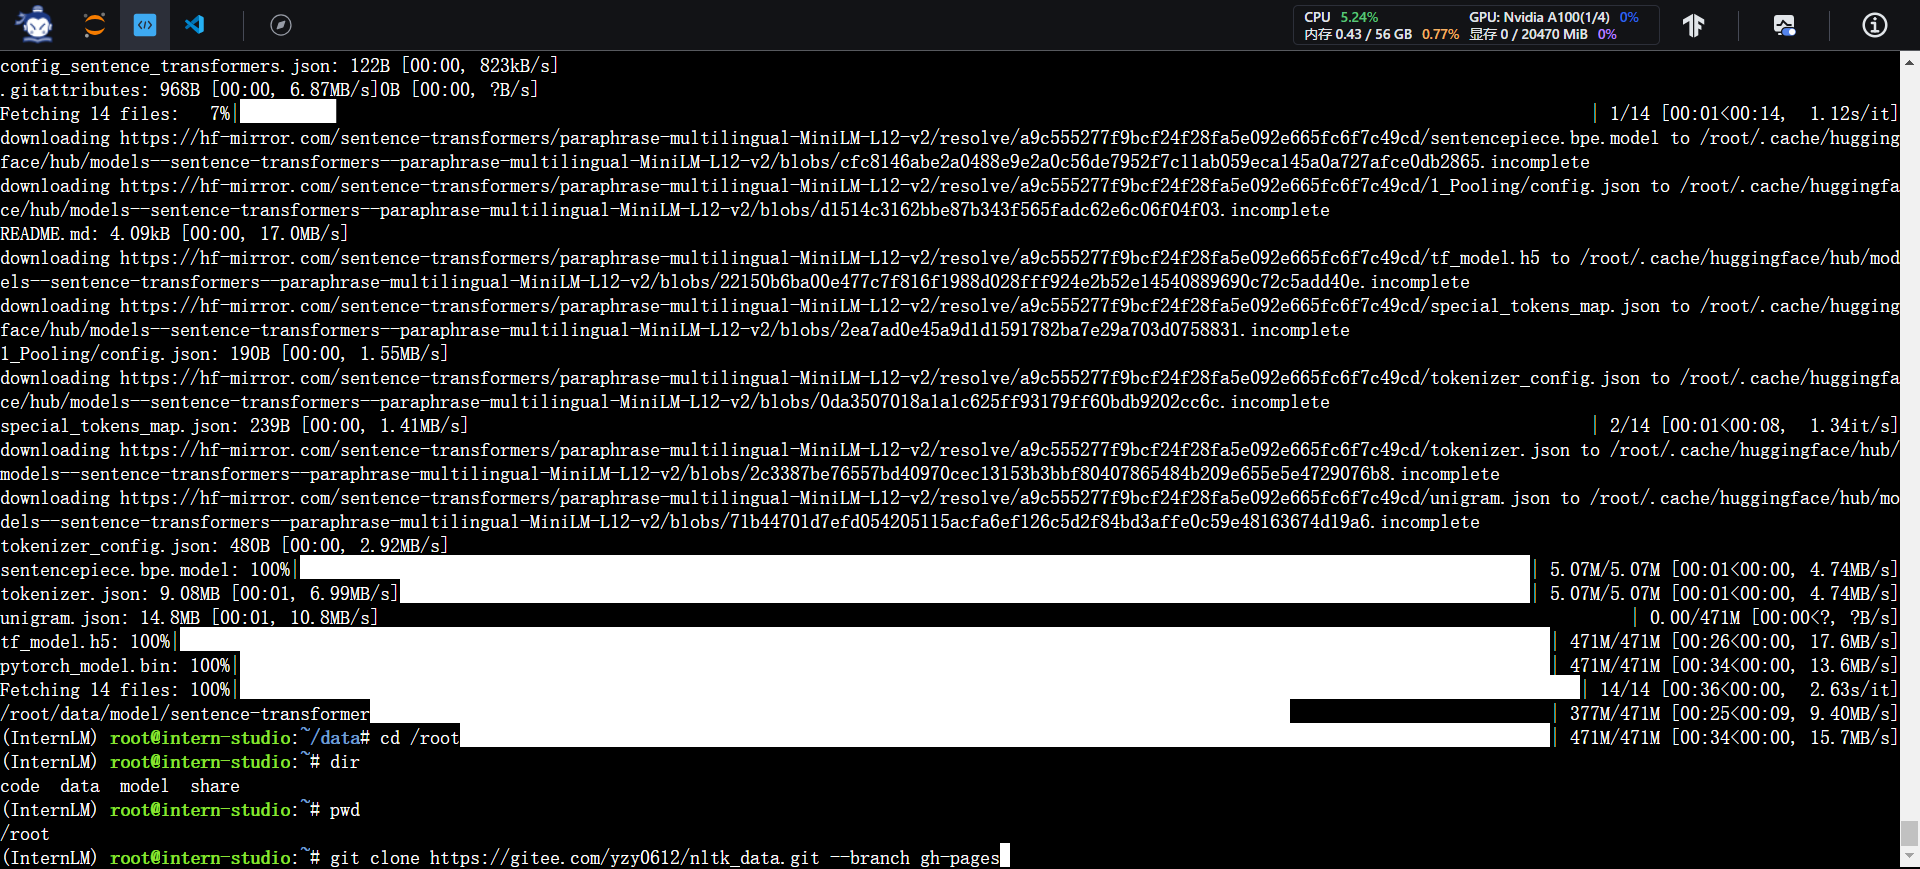 CPU 5.24% GPU: Nvidia A100(1/4) 0%
内存 0.43 / 56 GB 0.77% 显存 0 / 20470 MiB 0%
config_sentence_transformers.json: 122B [00:00, 823kB/s]
.gitattributes: 968B [00:00, 6.87MB/s]0B [00:00, ?B/s]
Fetching 14 files: 7%| | 1/14 [00:01<00:14, 1.12s/it]
downloading https://hf-mirror.com/sentence-transformers/paraphrase-multilingual-MiniLM-L12-v2/resolve/a9c555277f9bcf24f28fa5e092e665fc6f7c49cd/sentencepiece.bpe.model to /root/.cache/hugging
face/hub/models--sentence-transformers--paraphrase-multilingual-MiniLM-L12-v2/blobs/cfc8146abe2a0488e9e2a0c56de7952f7c11ab059eca145a0a727afce0db2865.incomplete
downloading https://hf-mirror.com/sentence-transformers/paraphrase-multilingual-MiniLM-L12-v2/resolve/a9c555277f9bcf24f28fa5e092e665fc6f7c49cd/1_Pooling/config.json to /root/.cache/huggingfa
ce/hub/models--sentence-transformers--paraphrase-multilingual-MiniLM-L12-v2/blobs/d1514c3162bbe87b343f565fadc62e6c06f04f03.incomplete
README.md: 4.09kB [00:00, 17.0MB/s]
downloading https://hf-mirror.com/sentence-transformers/paraphrase-multilingual-MiniLM-L12-v2/resolve/a9c555277f9bcf24f28fa5e092e665fc6f7c49cd/tf_model.h5 to /root/.cache/huggingface/hub/mod
els--sentence-transformers--paraphrase-multilingual-MiniLM-L12-v2/blobs/22150b6ba00e477c7f816f1988d028fff924e2b52e14540889690c72c5add40e.incomplete
downloading https://hf-mirror.com/sentence-transformers/paraphrase-multilingual-MiniLM-L12-v2/resolve/a9c555277f9bcf24f28fa5e092e665fc6f7c49cd/special_tokens_map.json to /root/.cache/hugging
face/hub/models--sentence-transformers--paraphrase-multilingual-MiniLM-L12-v2/blobs/2ea7ad0e45a9d1d1591782ba7e29a703d0758831.incomplete
1_Pooling/config.json: 190B [00:00, 1.55MB/s]
downloading https://hf-mirror.com/sentence-transformers/paraphrase-multilingual-MiniLM-L12-v2/resolve/a9c555277f9bcf24f28fa5e092e665fc6f7c49cd/tokenizer_config.json to /root/.cache/huggingfa
ce/hub/models--sentence-transformers--paraphrase-multilingual-MiniLM-L12-v2/blobs/0da3507018a1a1c625ff93179ff60bdb9202cc6c.incomplete
special_tokens_map.json: 239B [00:00, 1.41MB/s] | 2/14 [00:01<00:08, 1.34it/s]
downloading https://hf-mirror.com/sentence-transformers/paraphrase-multilingual-MiniLM-L12-v2/resolve/a9c555277f9bcf24f28fa5e092e665fc6f7c49cd/tokenizer.json to /root/.cache/huggingface/hub/
models--sentence-transformers--paraphrase-multilingual-MiniLM-L12-v2/blobs/2c3387be76557bd40970cec13153b3bbf80407865484b209e655e5e4729076b8.incomplete
downloading https://hf-mirror.com/sentence-transformers/paraphrase-multilingual-MiniLM-L12-v2/resolve/a9c555277f9bcf24f28fa5e092e665fc6f7c49cd/unigram.json to /root/.cache/huggingface/hub/mo
dels--sentence-transformers--paraphrase-multilingual-MiniLM-L12-v2/blobs/71b44701d7efd054205115acfa6ef126c5d2f84bd3affe0c59e48163674d19a6.incomplete
tokenizer_config.json: 480B [00:00, 2.92MB/s]
sentencepiece.bpe.model: 100%| | 5.07M/5.07M [00:01<00:00, 4.74MB/s]
tokenizer.json: 9.08MB [00:01, 6.99MB/s] | 5.07M/5.07M [00:01<00:00, 4.74MB/s]
unigram.json: 14.8MB [00:01, 10.8MB/s] | 0.00/471M [00:00<?, ?B/s]
tf_model.h5: 100%| | 471M/471M [00:26<00:00, 17.6MB/s]
pytorch_model.bin: 100%| | 471M/471M [00:34<00:00, 13.6MB/s]
Fetching 14 files: 100%| | 14/14 [00:36<00:00, 2.63s/it]
/root/data/model/sentence-transformer | 377M/471M [00:25<00:09, 9.40MB/s]
(InternLM) root@intern-studio:~/data# cd /root | 471M/471M [00:34<00:00, 15.7MB/s]
(InternLM) root@intern-studio:~# dir
code data model share
(InternLM) root@intern-studio:~# pwd
/root
(InternLM) root@intern-studio:~# git clone https://gitee.com/yzy0612/nltk_data.git --branch gh-pages